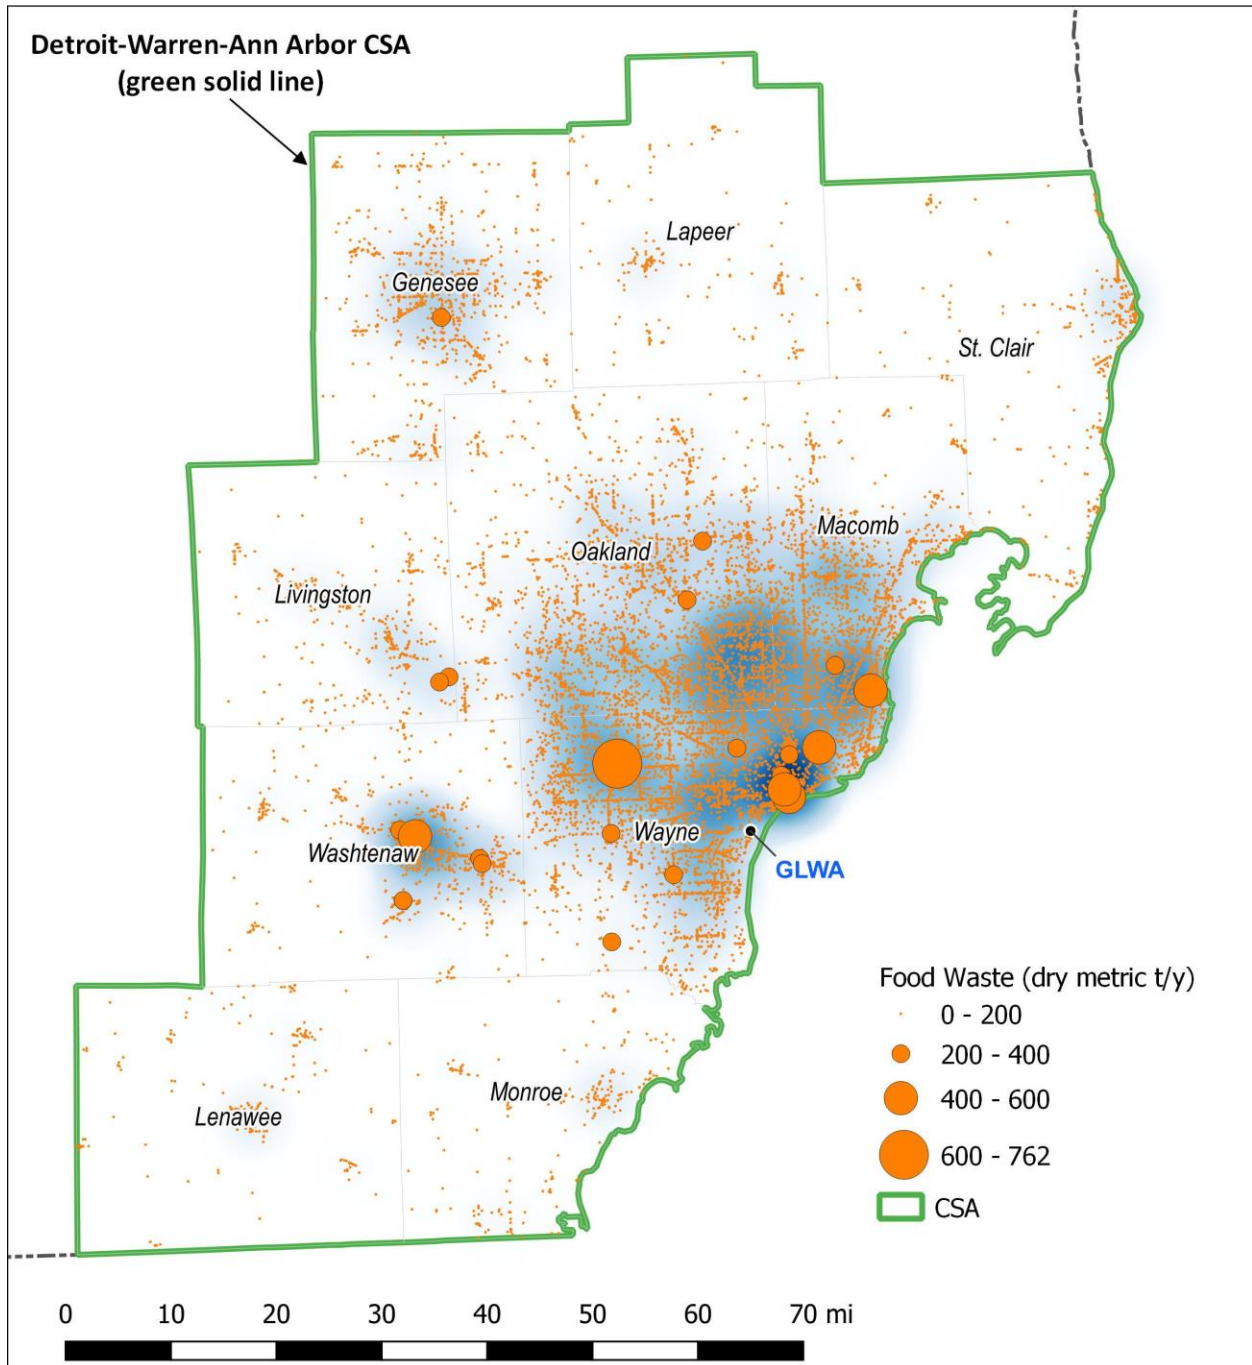 Detroit-Warren-Ann Arbor CSA
(green solid line)
Lapeer
Genesee
St. Clair
Macomb
Oakland
Livingston
Wayne
Washtenaw
GLWA
Food Waste (dry metric t/y)
0 - 200
200 - 400
400 - 600
600 - 762
CSA
Monroe
Lenawee
0 10 20 30 40 50 60 70 mi